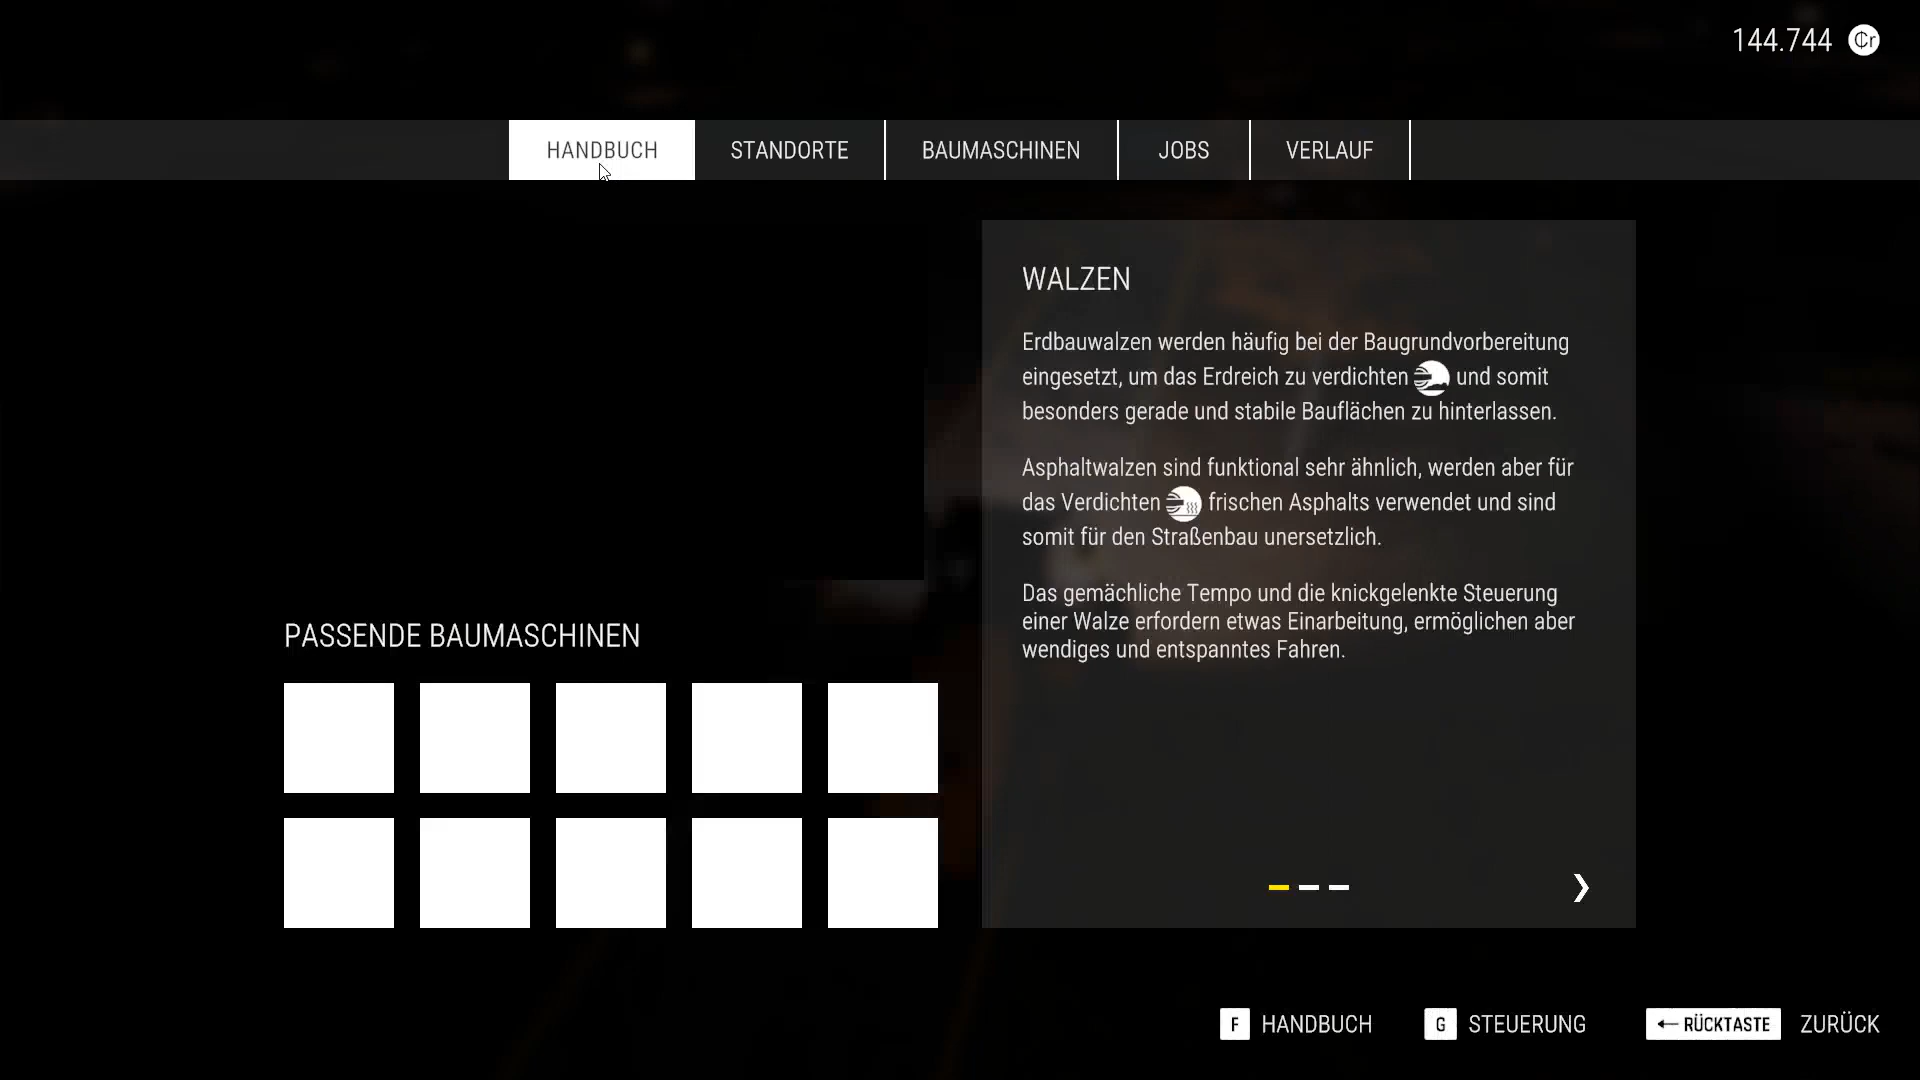 144.744 ₵r
HANDBUCH
STANDORTE
BAUMASCHINEN
JOBS
VERLAUF
WALZEN
Erdbauwalzen werden häufig bei der Baugrundvorbereitung
eingesetzt, um das Erdreich zu verdichten und somit
besonders gerade und stabile Bauflächen zu hinterlassen.
Asphaltwalzen sind funktional sehr ähnlich, werden aber für
das Verdichten frischen Asphalts verwendet und sind
somit für den Straßenbau unersetzlich.
Das gemächliche Tempo und die knickgelenkte Steuerung
einer Walze erfordern etwas Einarbeitung, ermöglichen aber
wendiges und entspanntes Fahren.
PASSENDE BAUMASCHINEN
F HANDBUCH
G STEUERUNG
← RÜCKTASTE ZURÜCK